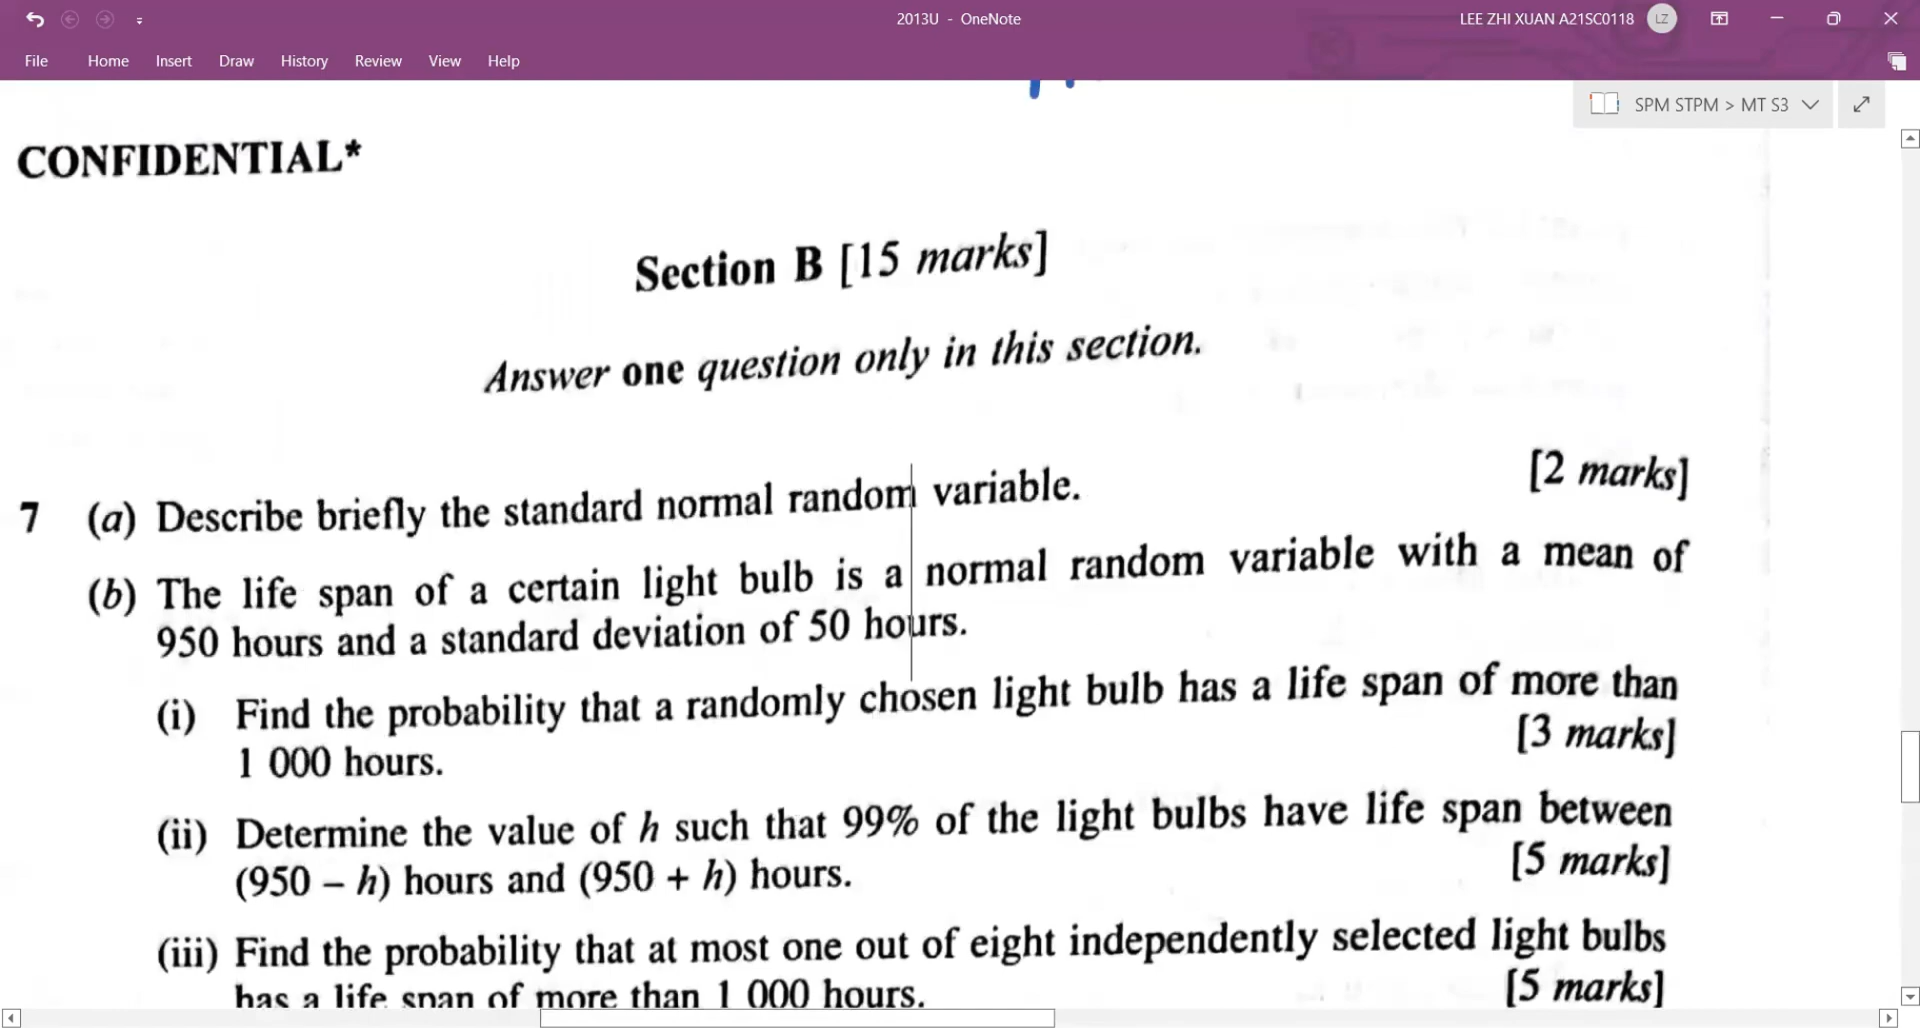 2013U - OneNote
LEE ZHI XUAN A21SC0118
LZ
File Home Insert Draw History Review View Help
SPM STPM > MT S3
CONFIDENTIAL*
Section B [15 marks]
Answer one question only in this section.
7 (a) Describe briefly the standard normal random variable. [2 marks]
(b) The life span of a certain light bulb is a normal random variable with a mean of
950 hours and a standard deviation of 50 hours.
(i) Find the probability that a randomly chosen light bulb has a life span of more than
1 000 hours. [3 marks]
(ii) Determine the value of h such that 99% of the light bulbs have life span between
(950 – h) hours and (950 + h) hours. [5 marks]
(iii) Find the probability that at most one out of eight independently selected light bulbs
has a life span of more than 1 000 hours. [5 marks]